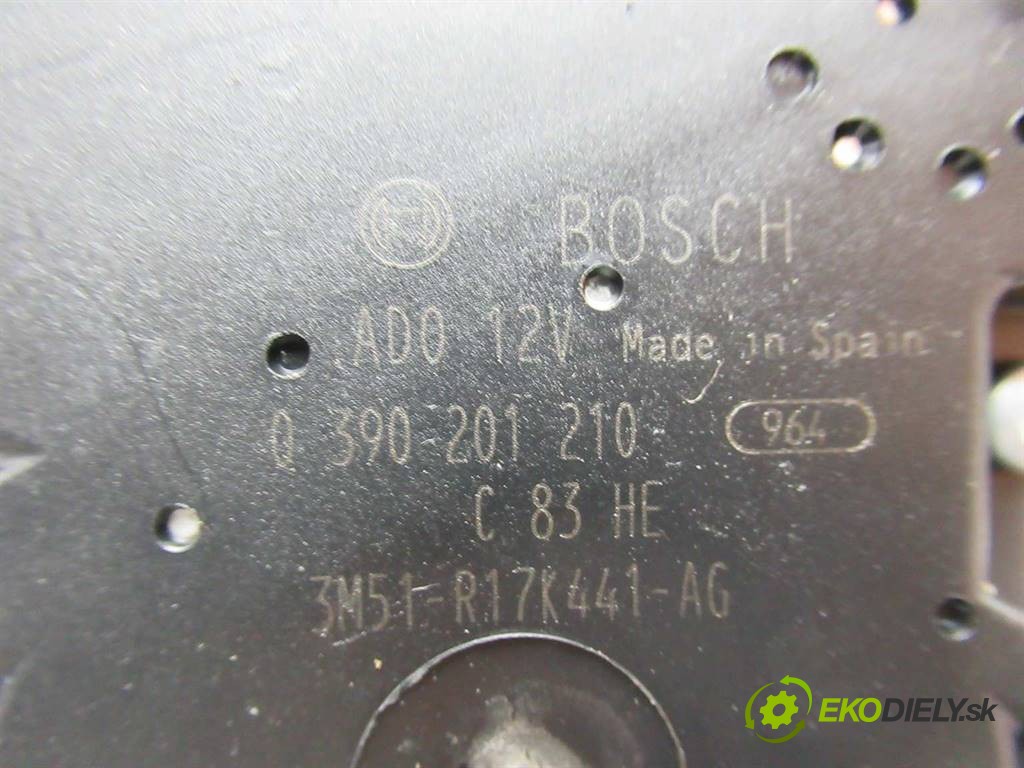 BOSCH
ADO 12V Made in Spain
0 390 201 210 964
C 83 HE
3M51-R17K441-AG
EKODIELY.sk